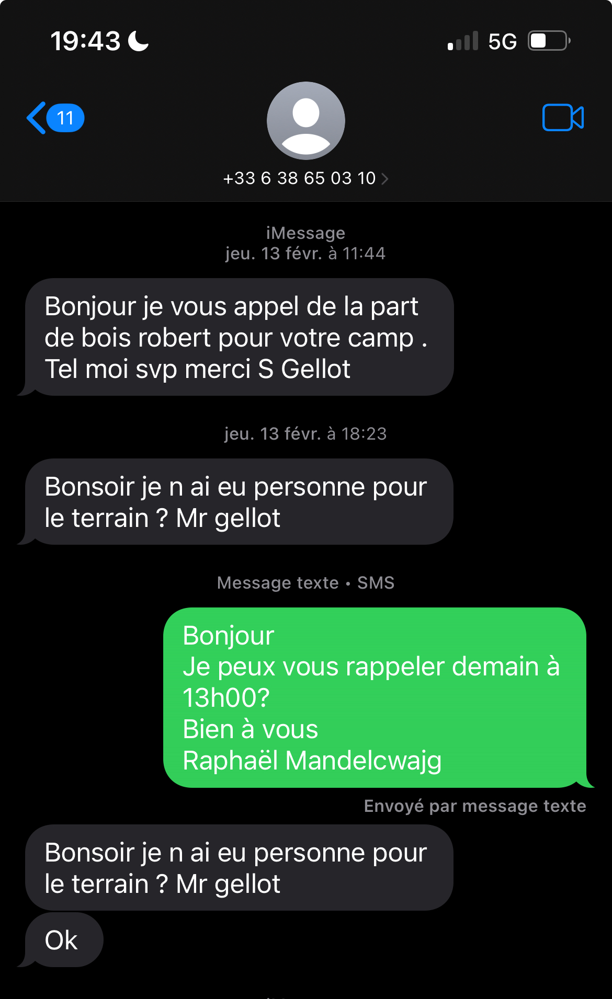 19:43
5G
11
+33 6 38 65 03 10
iMessage
jeu. 13 févr. à 11:44
Bonjour je vous appel de la part
de bois robert pour votre camp .
Tel moi svp merci S Gellot
jeu. 13 févr. à 18:23
Bonsoir je n ai eu personne pour
le terrain ? Mr gellot
Message texte • SMS
Bonjour
Je peux vous rappeler demain à
13h00?
Bien à vous
Raphaël Mandelcwajg
Envoyé par message texte
Bonsoir je n ai eu personne pour
le terrain ? Mr gellot
Ok